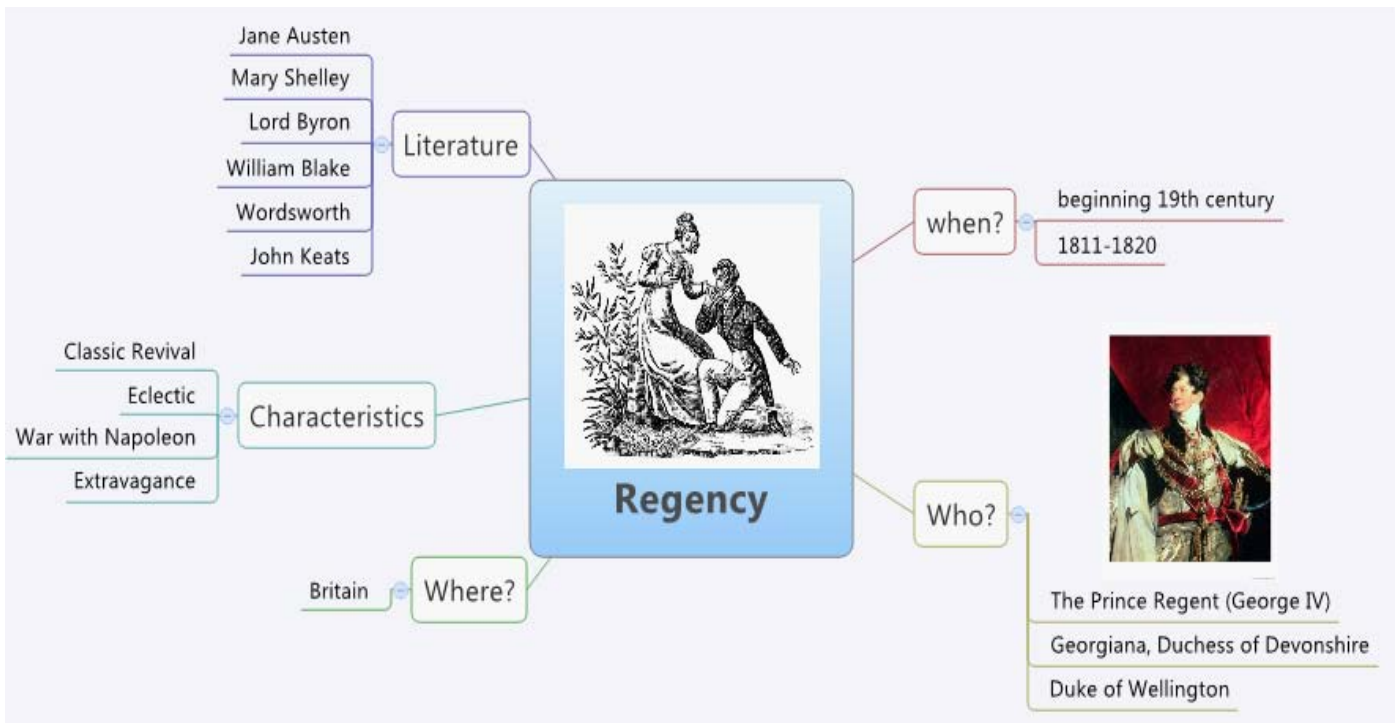 Jane Austen
Mary Shelley
Lord Byron
William Blake
Wordsworth
John Keats
Literature
Classic Revival
Eclectic
War with Napoleon
Extravagance
Characteristics
Britain
Where?
Regency
when?
beginning 19th century
1811-1820
Who?
The Prince Regent (George IV)
Georgiana, Duchess of Devonshire
Duke of Wellington